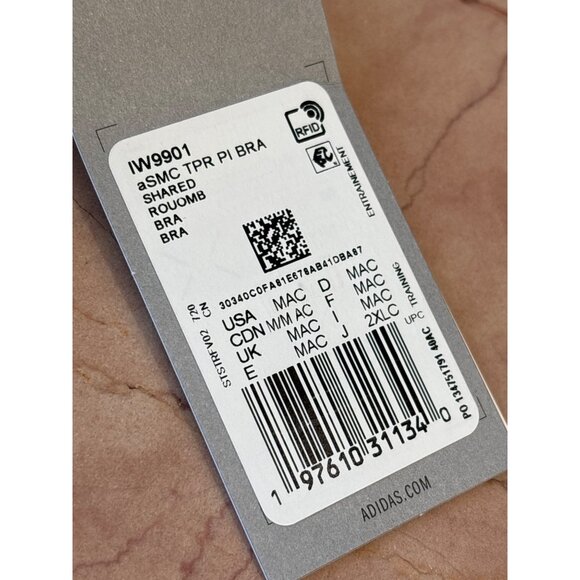 IW9901
aSMC TPR PI BRA
SHARED
ROUOMB
BRA
BRA
RFID
ENTRAINEMENT
30340C0FA81E678AB41DBA87
USA MAC D MAC
CDN W/M AC F MAC
UK MAC I MAC
E MAC J 2XLC
STSTRFV02 720 CN
UPC TRAINING
PO 134751791 40AC
1 97610 31134 0
ADIDAS.COM